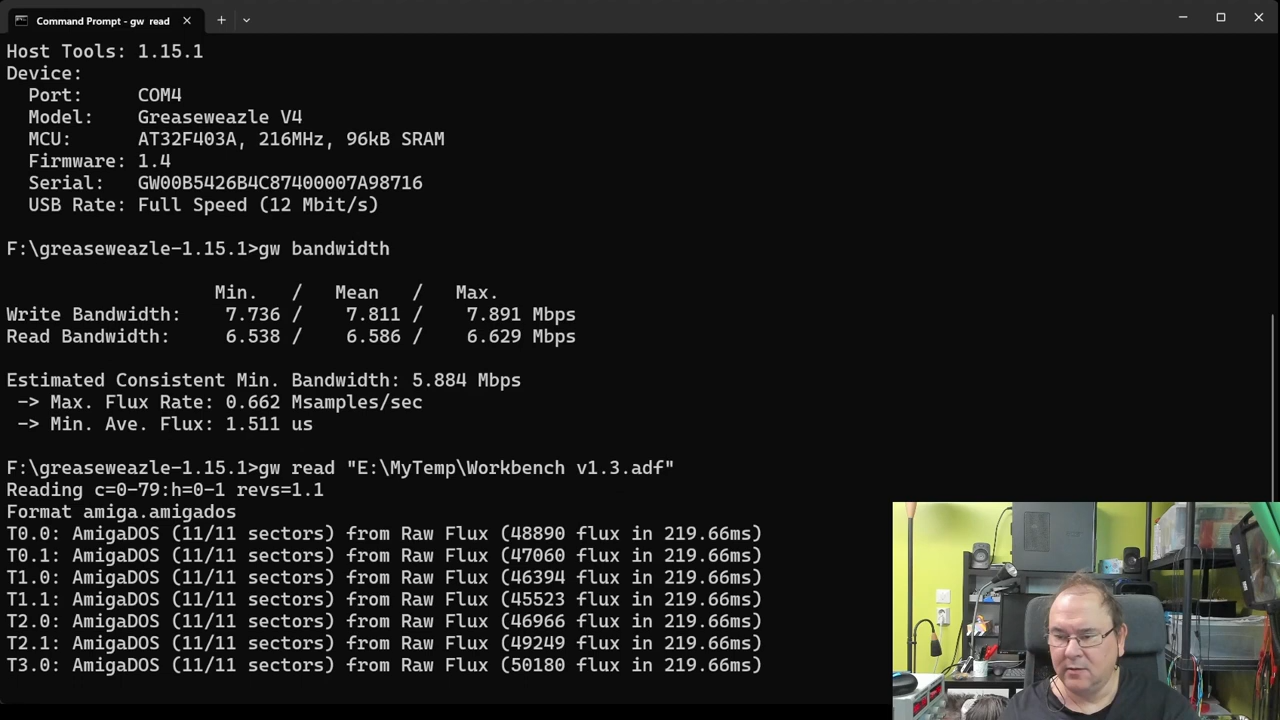 Command Prompt - gw read
Host Tools: 1.15.1
Device:
Port: COM4
Model: Greaseweazle V4
MCU: AT32F403A, 216MHz, 96kB SRAM
Firmware: 1.4
Serial: GW00B5426B4C87400007A98716
USB Rate: Full Speed (12 Mbit/s)
F:\greaseweazle-1.15.1>gw bandwidth
Min. / Mean / Max.
Write Bandwidth: 7.736 / 7.811 / 7.891 Mbps
Read Bandwidth: 6.538 / 6.586 / 6.629 Mbps
Estimated Consistent Min. Bandwidth: 5.884 Mbps
-> Max. Flux Rate: 0.662 Msamples/sec
-> Min. Ave. Flux: 1.511 us
F:\greaseweazle-1.15.1>gw read "E:\MyTemp\Workbench v1.3.adf"
Reading c=0-79:h=0-1 revs=1.1
Format amiga.amigados
T0.0: AmigaDOS (11/11 sectors) from Raw Flux (48890 flux in 219.66ms)
T0.1: AmigaDOS (11/11 sectors) from Raw Flux (47060 flux in 219.66ms)
T1.0: AmigaDOS (11/11 sectors) from Raw Flux (46394 flux in 219.66ms)
T1.1: AmigaDOS (11/11 sectors) from Raw Flux (45523 flux in 219.66ms)
T2.0: AmigaDOS (11/11 sectors) from Raw Flux (46966 flux in 219.66ms)
T2.1: AmigaDOS (11/11 sectors) from Raw Flux (49249 flux in 219.66ms)
T3.0: AmigaDOS (11/11 sectors) from Raw Flux (50180 flux in 219.66ms)